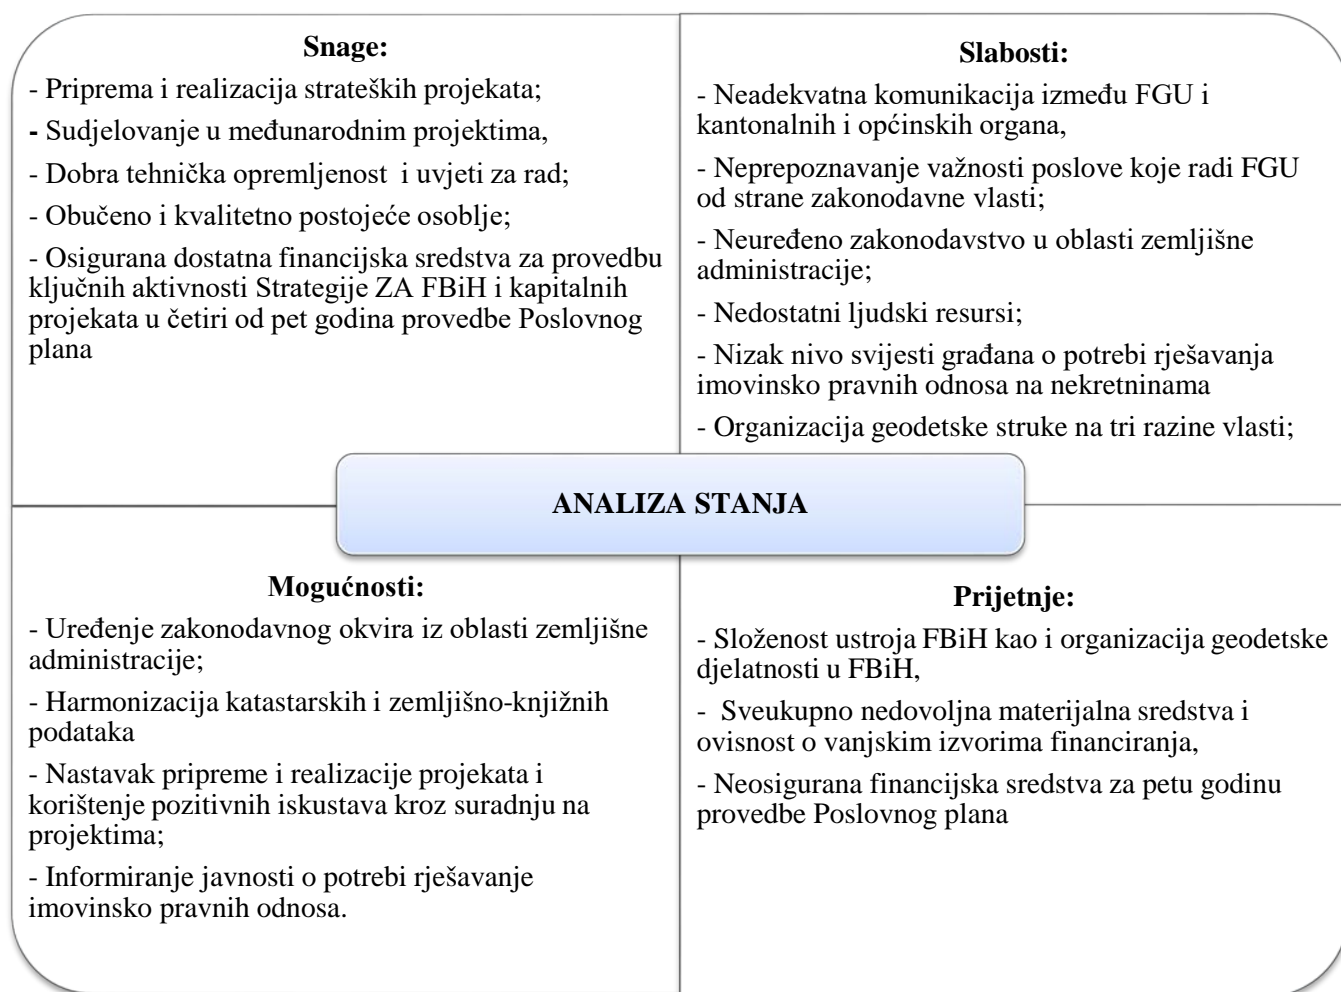 Snage:
- Priprema i realizacija strateških projekata;
- Sudjelovanje u međunarodnim projektima,
- Dobra tehnička opremljenost i uvjeti za rad;
- Obučeno i kvalitetno postojeće osoblje;
- Osigurana dostatna financijska sredstva za provedbu
ključnih aktivnosti Strategije ZA FBiH i kapitalnih
projekata u četiri od pet godina provedbe Poslovnog
plana
Slabosti:
- Neadekvatna komunikacija između FGU i
kantonalnih i općinskih organa,
- Neprepoznavanje važnosti poslove koje radi FGU
od strane zakonodavne vlasti;
- Neuređeno zakonodavstvo u oblasti zemljišne
administracije;
- Nedostatni ljudski resursi;
- Nizak nivo svijesti građana o potrebi rješavanja
imovinsko pravnih odnosa na nekretninama
- Organizacija geodetske struke na tri razine vlasti;
ANALIZA STANJA
Mogućnosti:
- Uređenje zakonodavnog okvira iz oblasti zemljišne
administracije;
- Harmonizacija katastarskih i zemljišno-knjižnih
podataka
- Nastavak pripreme i realizacije projekata i
korištenje pozitivnih iskustava kroz suradnju na
projektima;
- Informiranje javnosti o potrebi rješavanje
imovinsko pravnih odnosa.
Prijetnje:
- Složenost ustroja FBiH kao i organizacija geodetske
djelatnosti u FBiH,
- Sveukupno nedovoljna materijalna sredstva i
ovisnost o vanjskim izvorima financiranja,
- Neosigurana financijska sredstva za petu godinu
provedbe Poslovnog plana